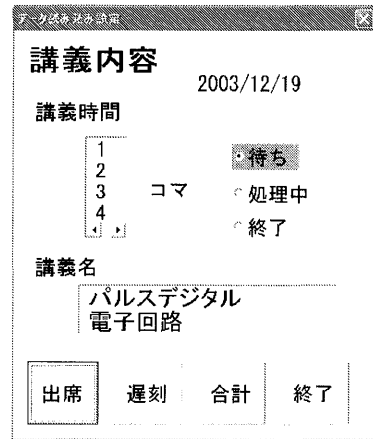 データ読み込み設定
講義内容
2003/12/19
講義時間
1
2
3
4
コマ
待ち
処理中
終了
講義名
パルスデジタル
電子回路
出席 遅刻 合計 終了